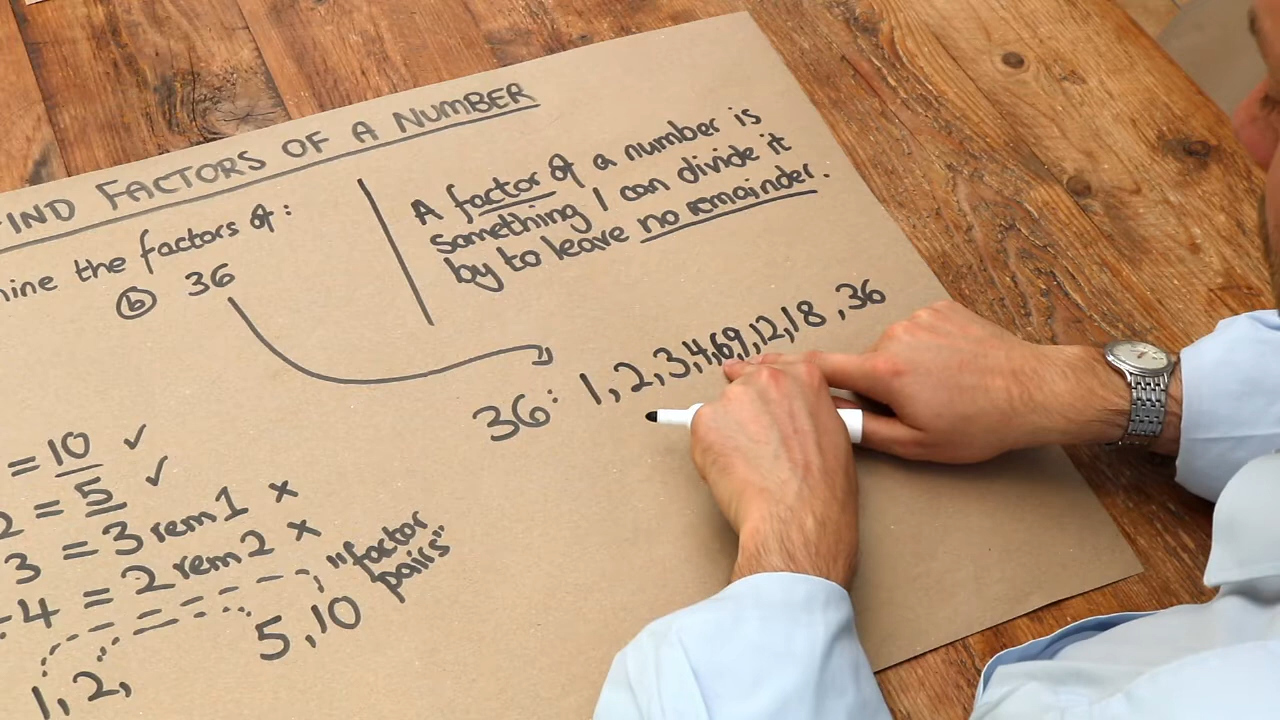 FIND FACTORS OF A NUMBER
the factors of:
(b) 36
A factor of a number is
something I can divide it
by to leave no remainder.
36: 1,2,3,4,6,9,12,18,36
= 10 ✓
2 = 5 ✓
3 = 3 rem 1 ×
÷4 = 2 rem 2 ×
"factor
pairs"
1, 2, 5, 10